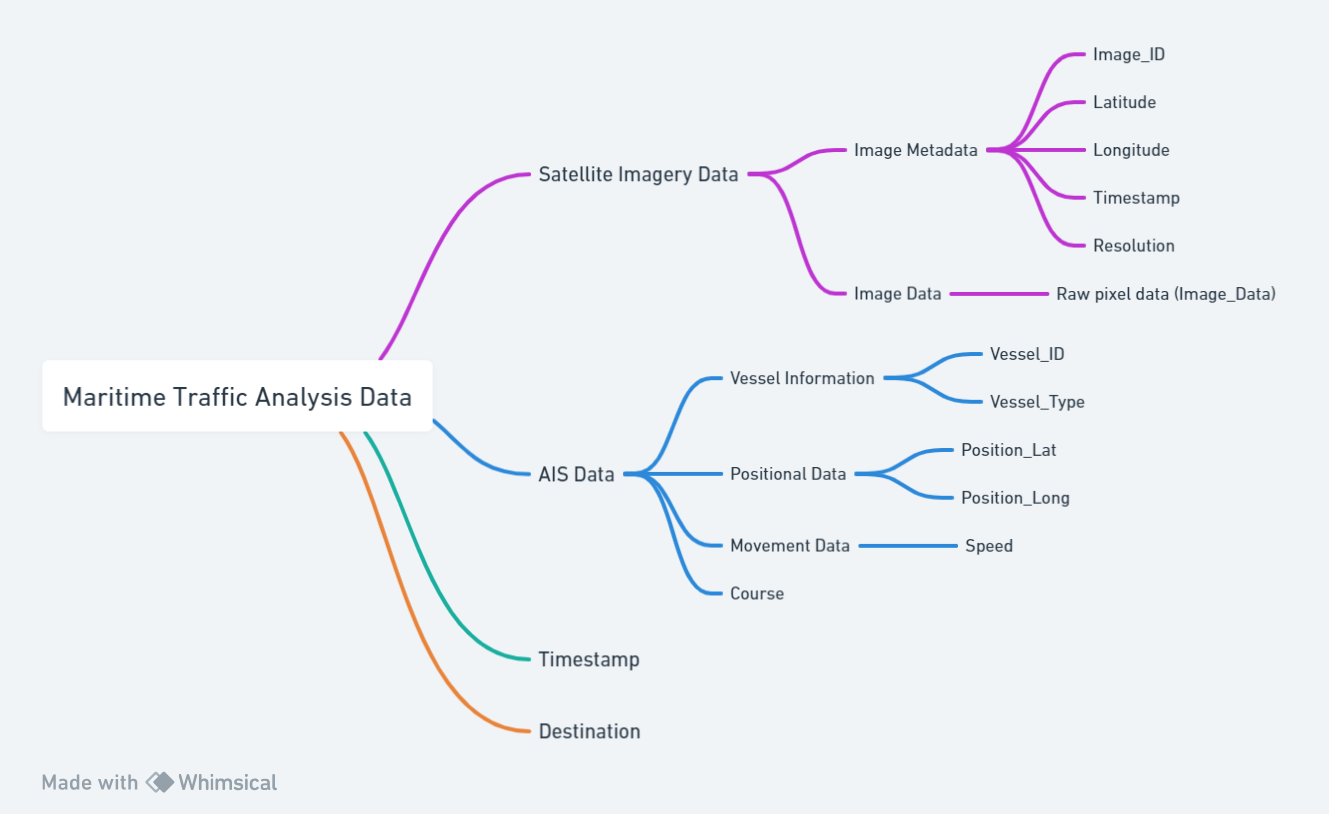 Maritime Traffic Analysis Data
Satellite Imagery Data
Image Metadata
Image_ID
Latitude
Longitude
Timestamp
Resolution
Image Data
Raw pixel data (Image_Data)
AIS Data
Vessel Information
Vessel_ID
Vessel_Type
Positional Data
Position_Lat
Position_Long
Movement Data
Speed
Course
Timestamp
Destination
Made with Whimsical